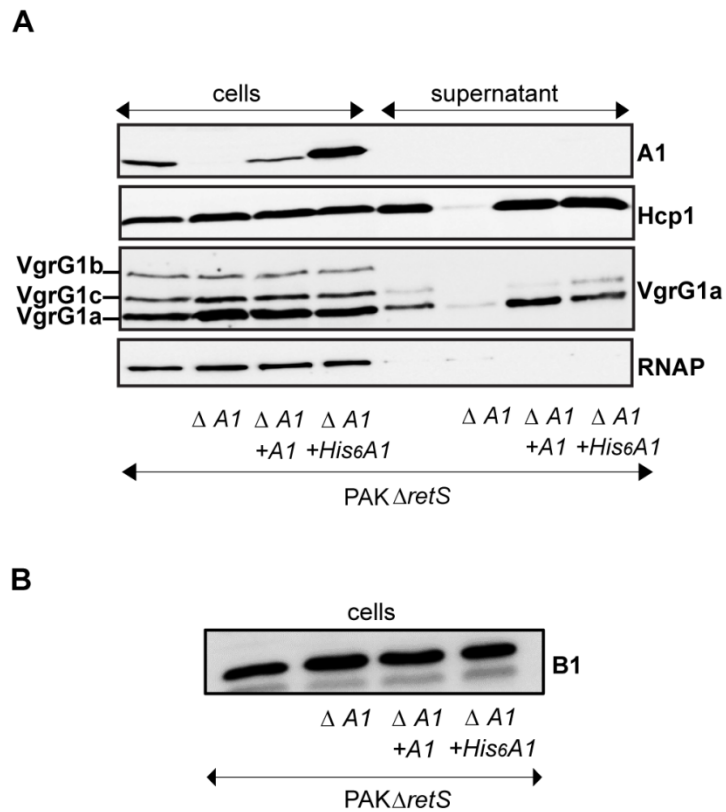 A
cells supernatant
A1
Hcp1
VgrG1b
VgrG1c
VgrG1a
VgrG1a
RNAP
Δ A1 Δ A1 Δ A1 Δ A1 Δ A1 Δ A1
+A1 +His6A1 +A1 +His6A1
PAKΔretS
B
cells
B1
Δ A1 Δ A1 Δ A1
+A1 +His6A1
PAKΔretS